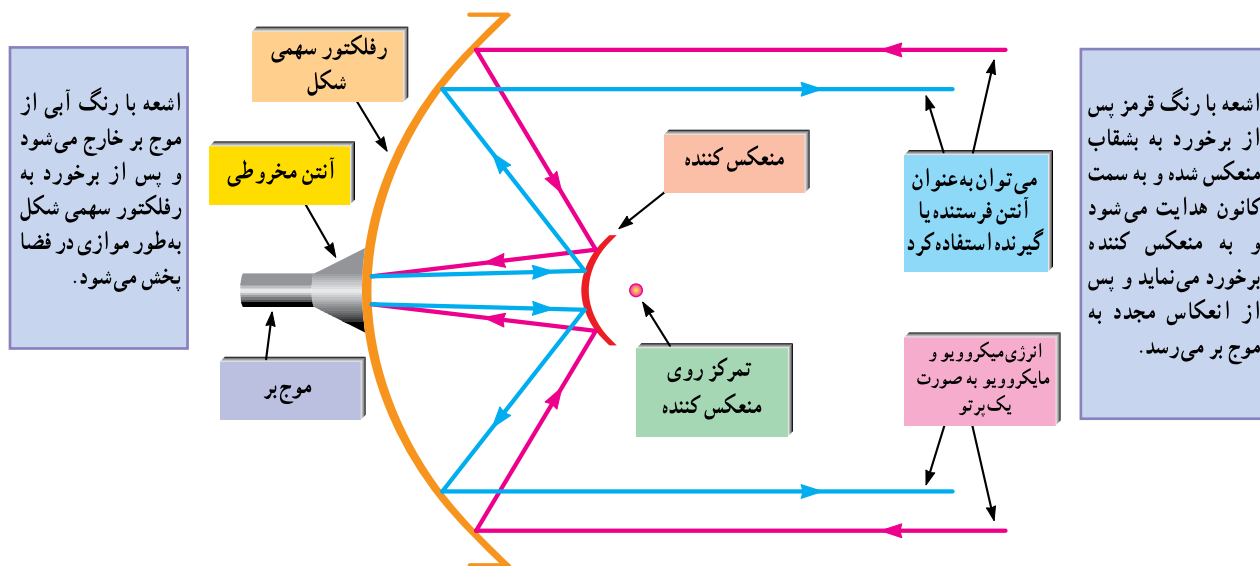 اشعه با رنگ قرمز پس
از برخورد به بشقاب
منعکس شده و به سمت
کانون هدایت می‌شود
و به منعکس کننده
برخورد می‌نماید و پس
از انعکاس مجدد به
موج بر می‌رسد.
می‌توان به‌عنوان
آنتن فرستنده یا
گیرنده استفاده کرد
انرژی میکروویو و
مایکروویو به صورت
یک پرتو
منعکس کننده
تمرکز روی
منعکس کننده
رفلکتور سهمی
شکل
آنتن مخروطی
موج‌بر
اشعه با رنگ آبی از
موج بر خارج می‌شود
و پس از برخورد به
رفلکتور سهمی شکل
به‌طور موازی در فضا
پخش می‌شود.